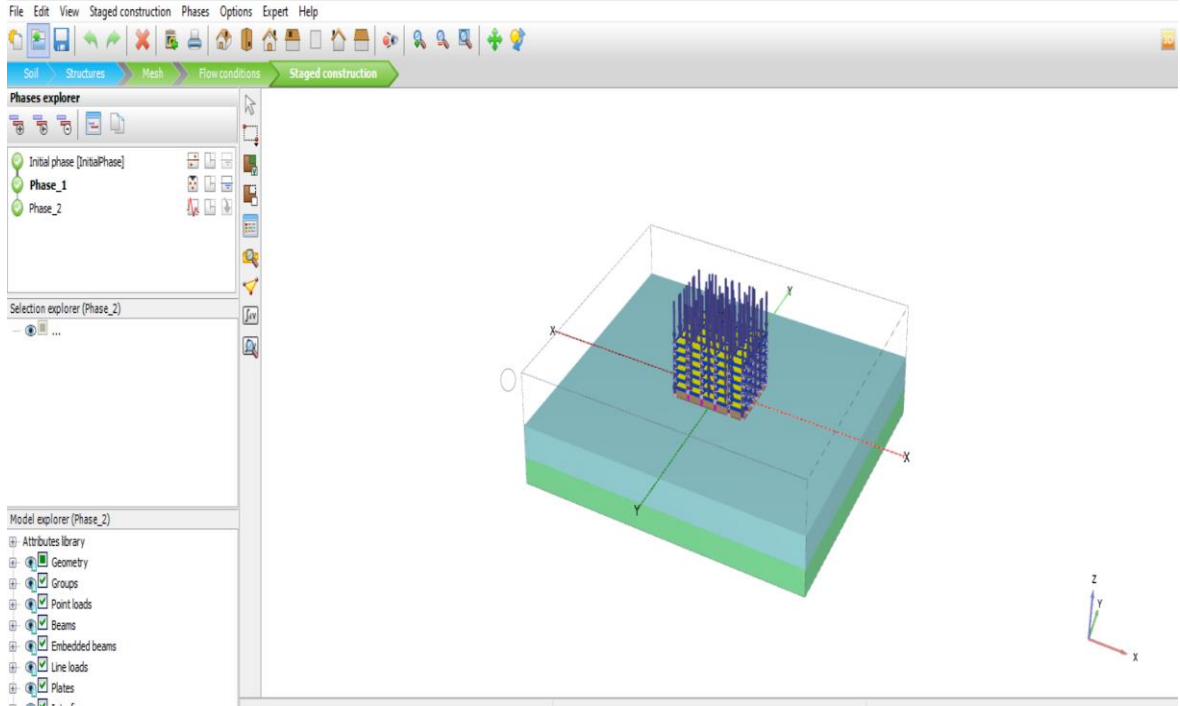 File Edit View Staged construction Phases Options Expert Help
3D
Soil Structures Mesh Flow conditions Staged construction
Phases explorer
Initial phase [InitialPhase]
Phase_1
Phase_2
Selection explorer (Phase_2)
...
Model explorer (Phase_2)
Attributes library
Geometry
Groups
Point loads
Beams
Embedded beams
Line loads
Plates
Y
X
X
Y
Z
Y
X